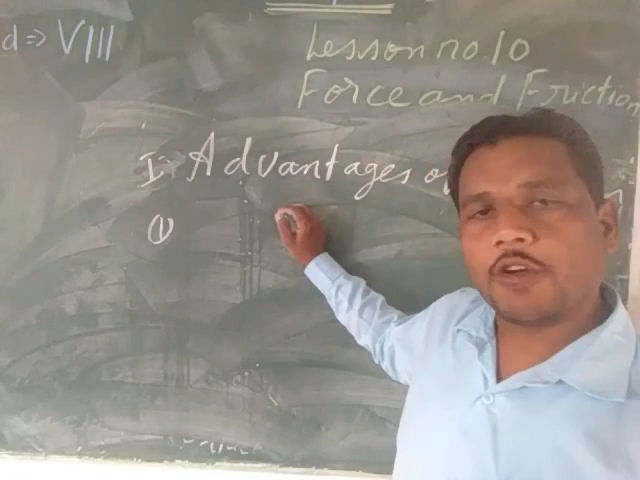 d => VIII
Lesson no. 10
Force and Friction
I :- Advantages of
(1)